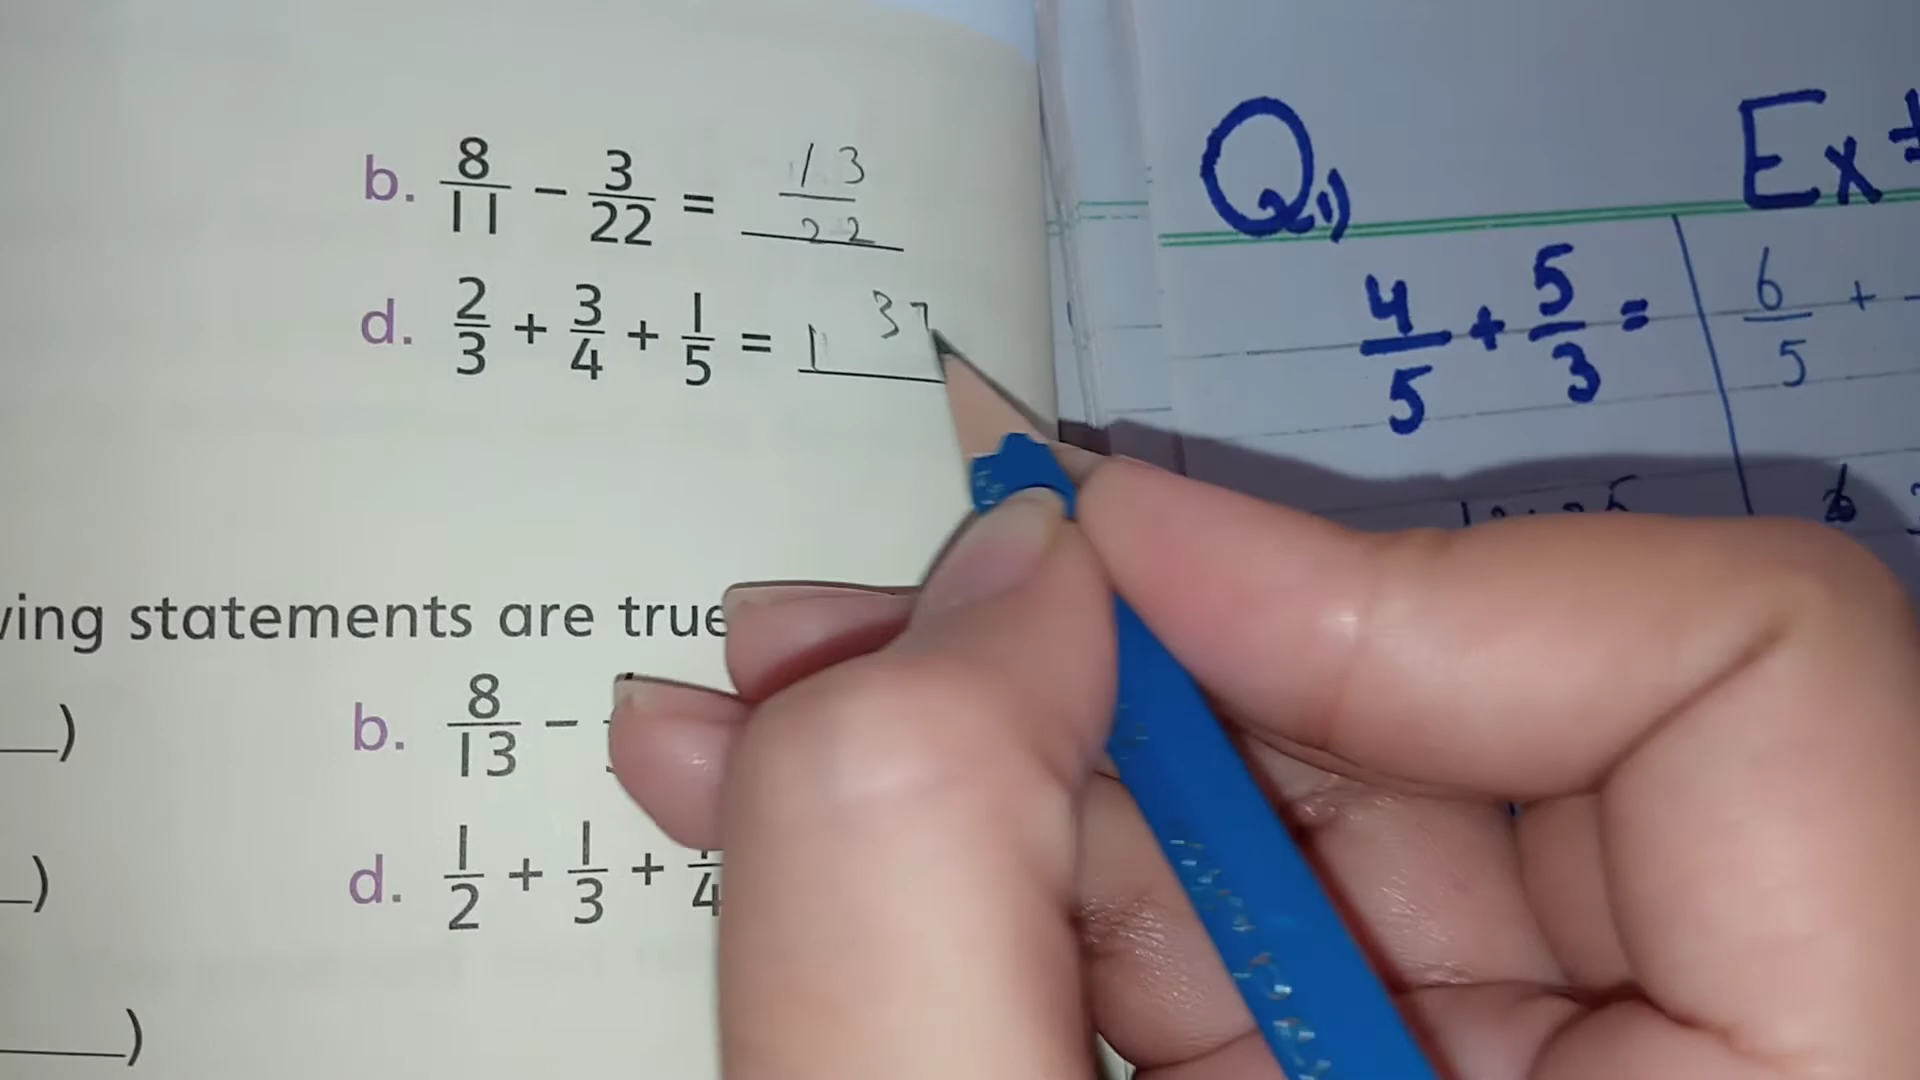 b. 8/11 − 3/22 = 13/22
d. 2/3 + 3/4 + 1/5 = 1 37
statements are true
)
b. 8/13 −
)
d. 1/2 + 1/3 + /4
)
Q1) Ex
4/5 + 5/3 =
6/5 +